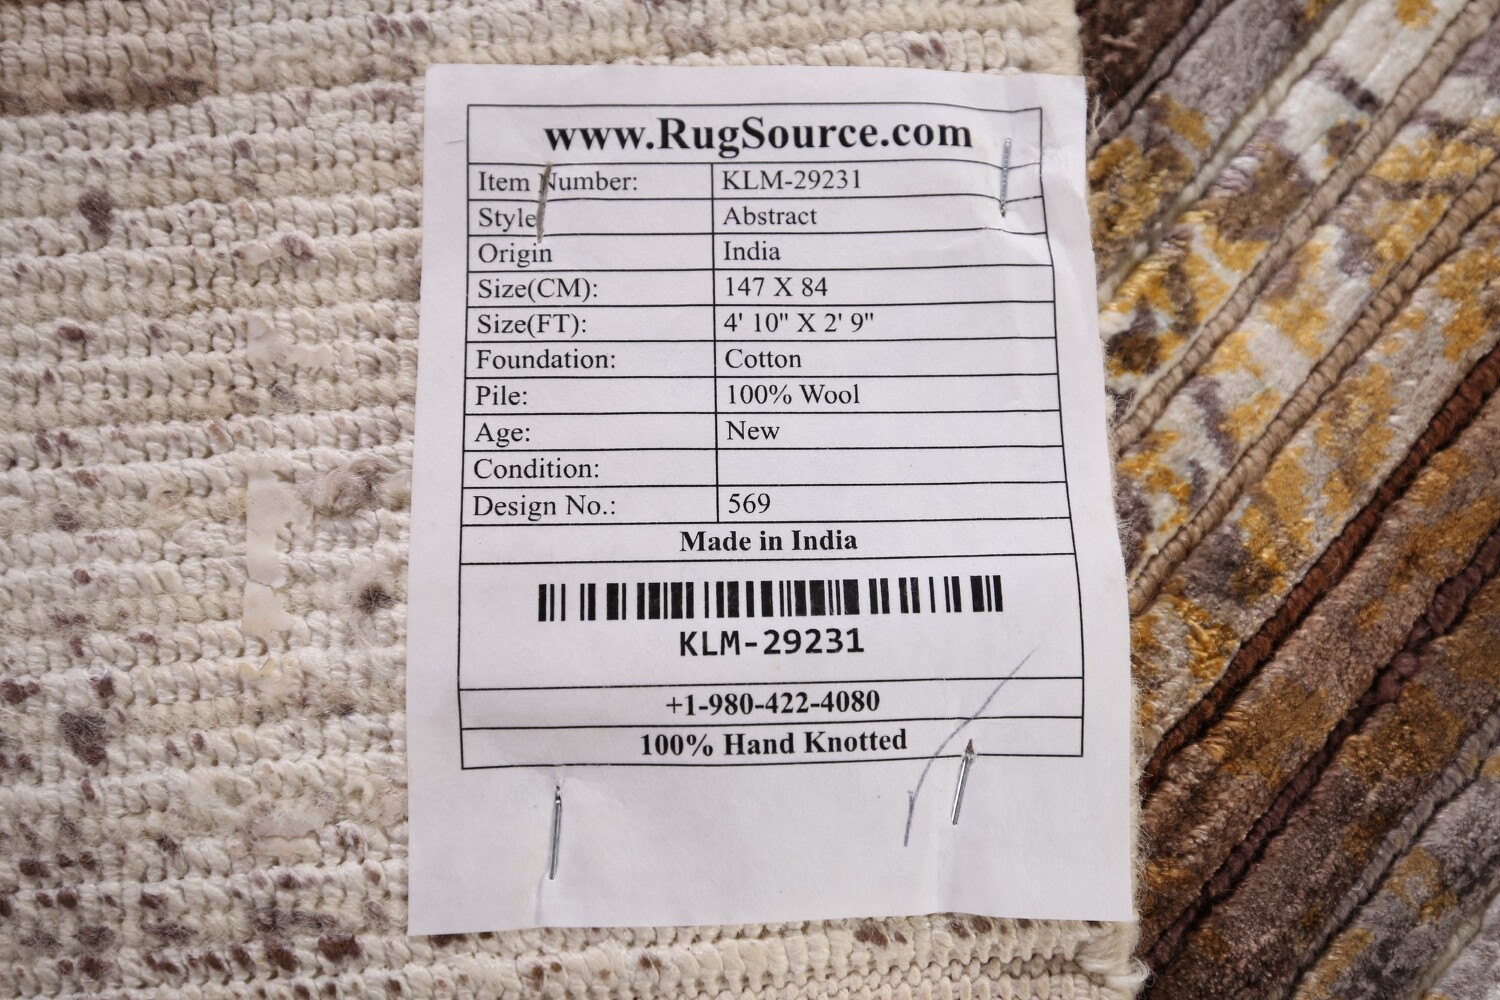 www.RugSource.com
Item Number: KLM-29231
Style Abstract
Origin India
Size(CM): 147 X 84
Size(FT): 4' 10" X 2' 9"
Foundation: Cotton
Pile: 100% Wool
Age: New
Condition:
Design No.: 569
Made in India
KLM-29231
+1-980-422-4080
100% Hand Knotted